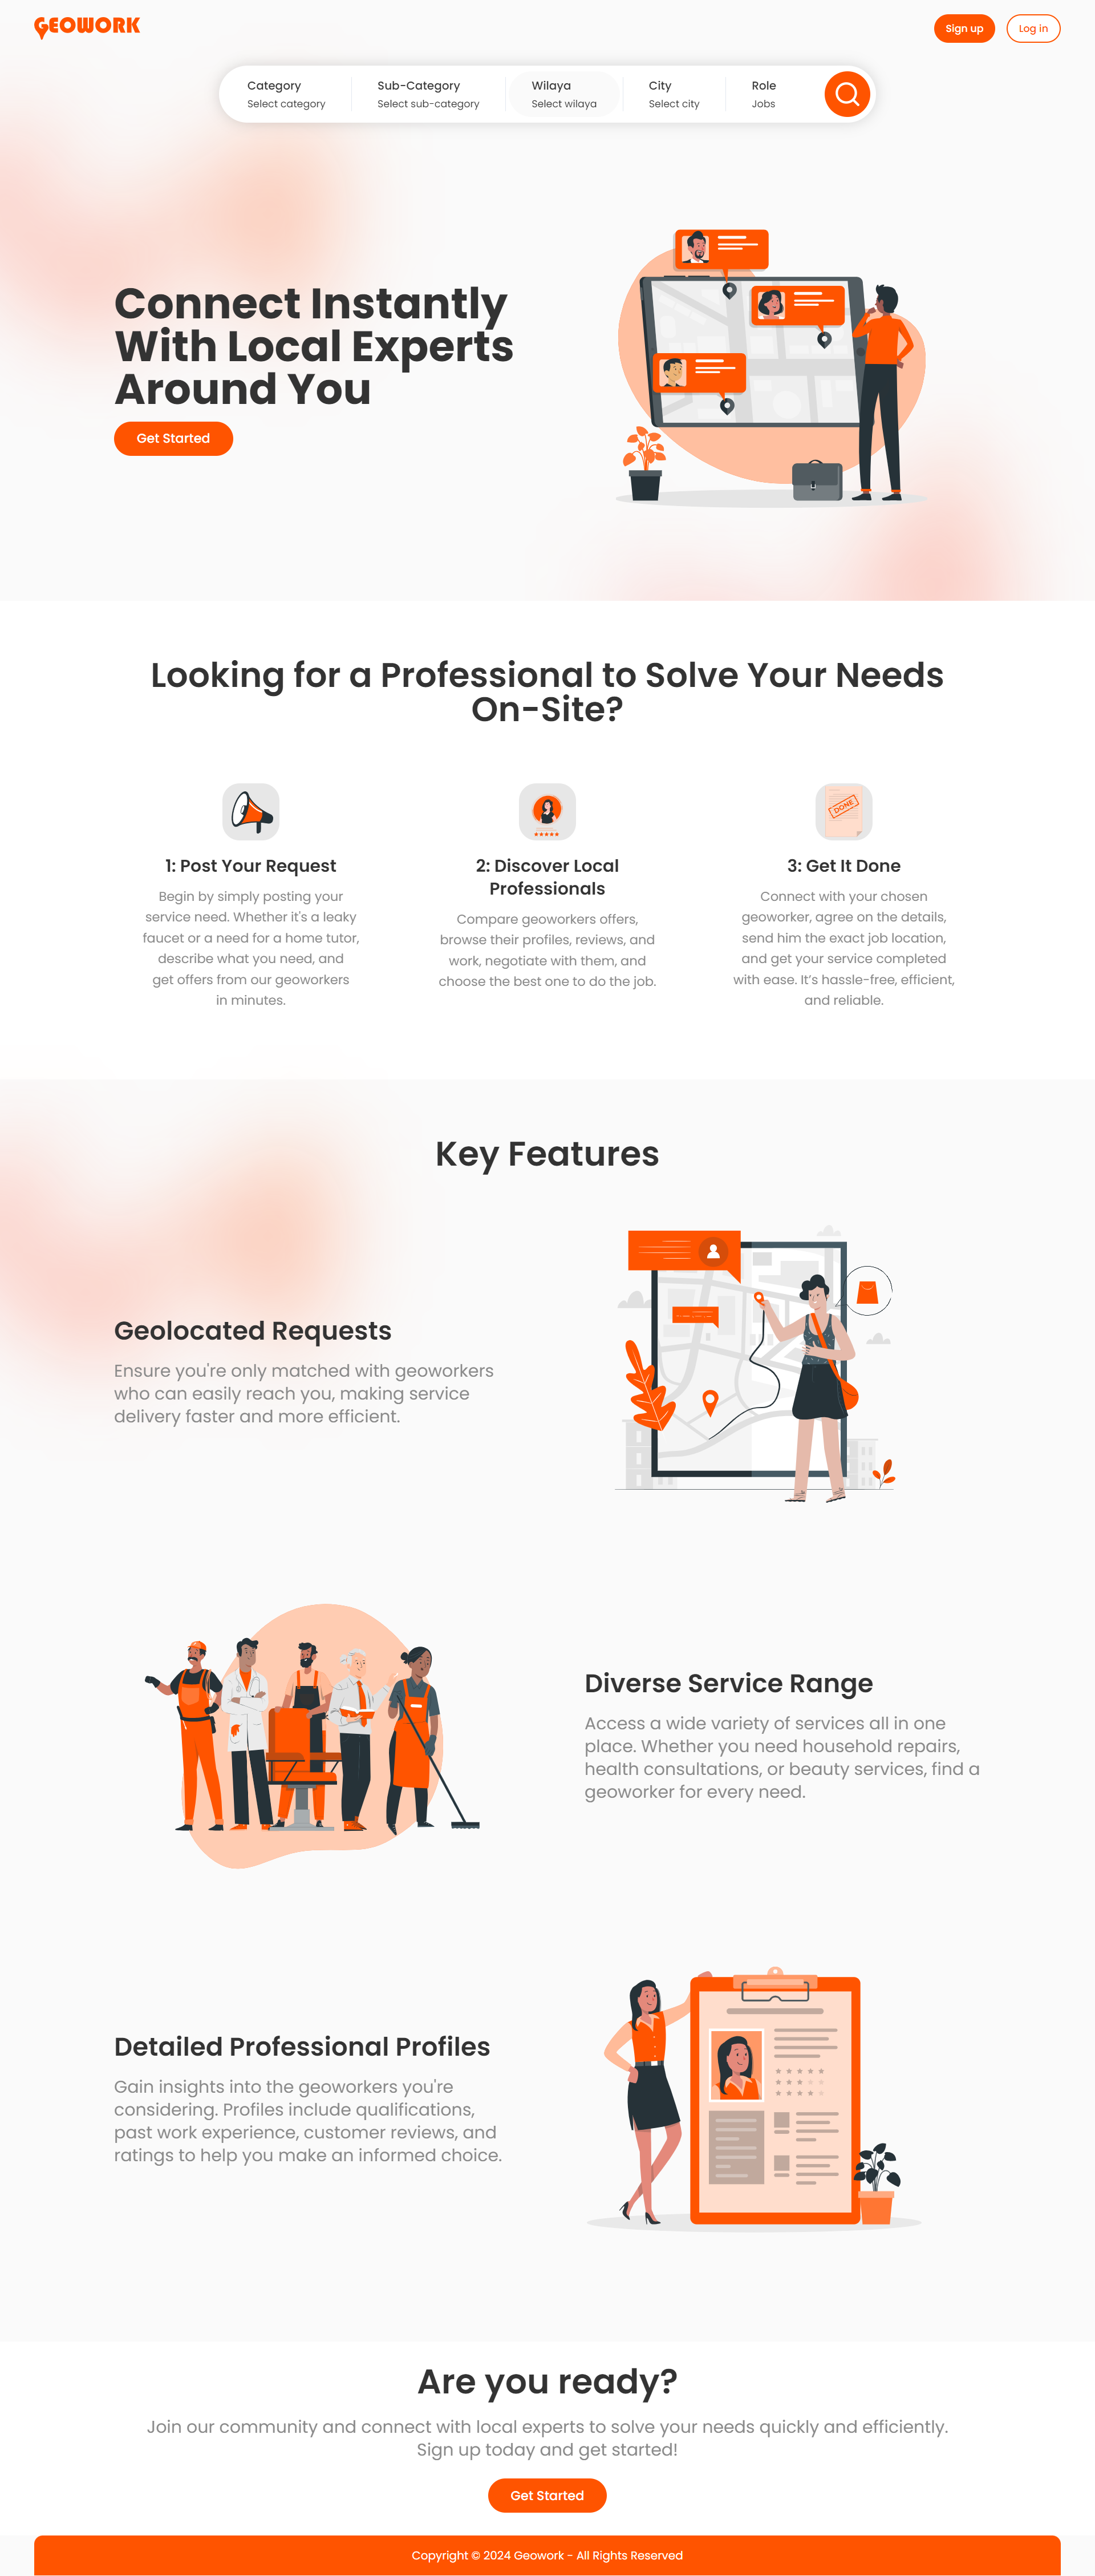 GEOWORK
Sign up
Log in
Category
Select category
Sub-Category
Select sub-category
Wilaya
Select wilaya
City
Select city
Role
Jobs
Connect Instantly
With Local Experts
Around You
Get Started
Looking for a Professional to Solve Your Needs
On-Site?
1: Post Your Request
Begin by simply posting your
service need. Whether it's a leaky
faucet or a need for a home tutor,
describe what you need, and
get offers from our geoworkers
in minutes.
2: Discover Local
Professionals
Compare geoworkers offers,
browse their profiles, reviews, and
work, negotiate with them, and
choose the best one to do the job.
DONE
3: Get It Done
Connect with your chosen
geoworker, agree on the details,
send him the exact job location,
and get your service completed
with ease. It’s hassle-free, efficient,
and reliable.
Key Features
Geolocated Requests
Ensure you're only matched with geoworkers
who can easily reach you, making service
delivery faster and more efficient.
Diverse Service Range
Access a wide variety of services all in one
place. Whether you need household repairs,
health consultations, or beauty services, find a
geoworker for every need.
Detailed Professional Profiles
Gain insights into the geoworkers you're
considering. Profiles include qualifications,
past work experience, customer reviews, and
ratings to help you make an informed choice.
Are you ready?
Join our community and connect with local experts to solve your needs quickly and efficiently.
Sign up today and get started!
Get Started
Copyright © 2024 Geowork - All Rights Reserved